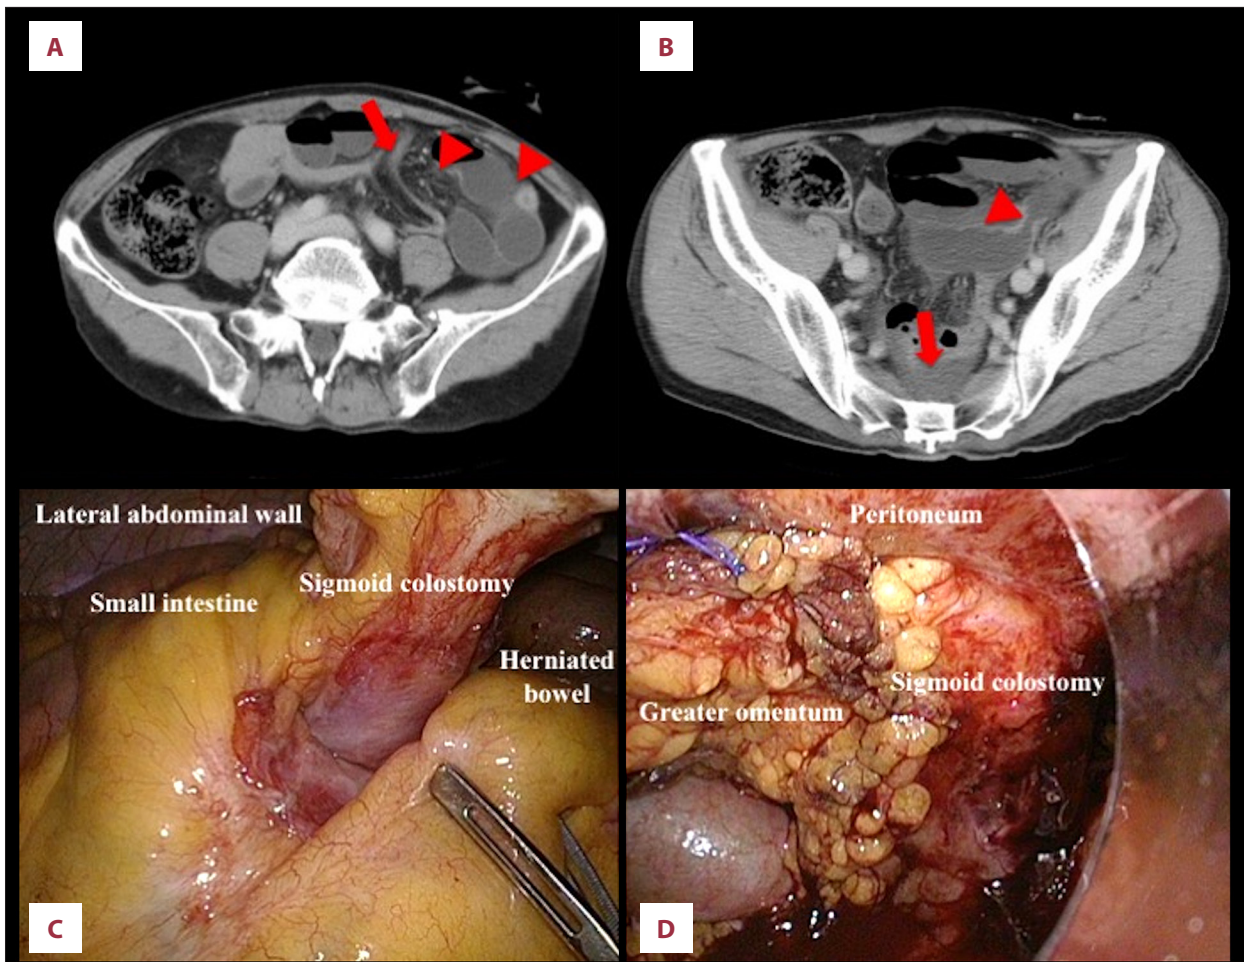 A
B
Lateral abdominal wall
Sigmoid colostomy
Small intestine
Herniated
bowel
C
Peritoneum
Sigmoid colostomy
Greater omentum
D